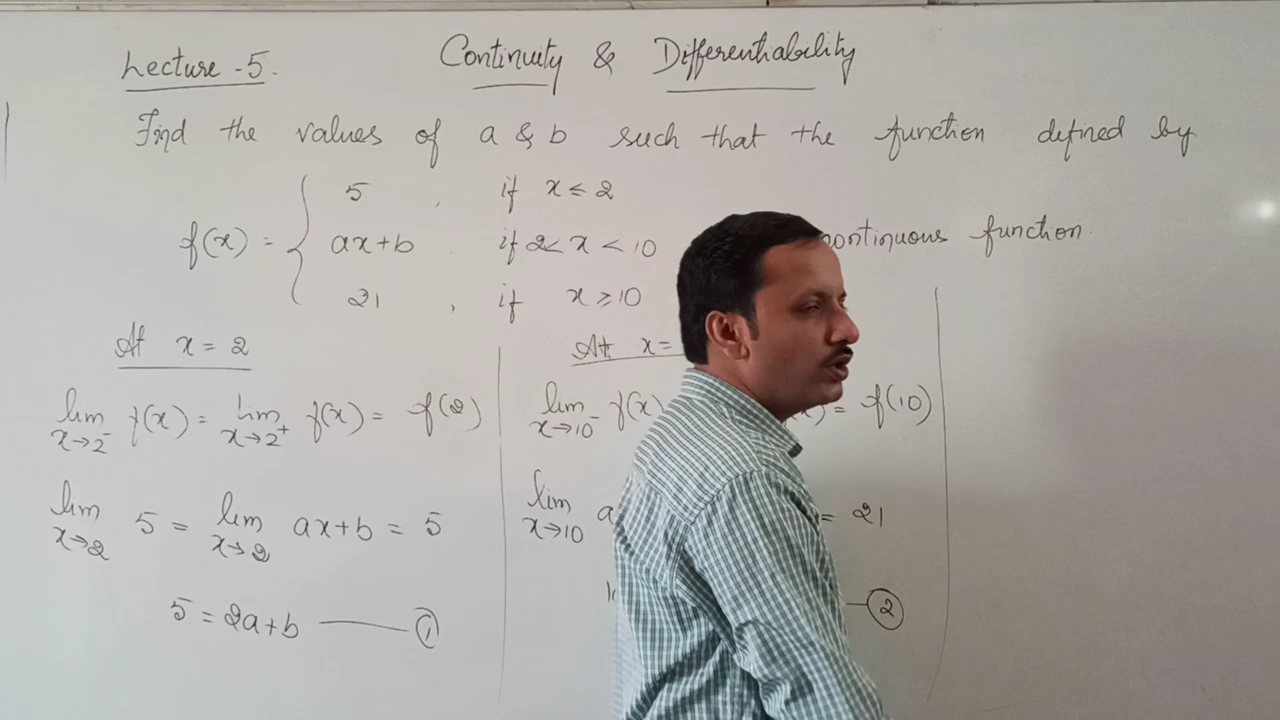 Lecture-5. Continuity & Differentiability
Find the values of a & b such that the function defined by
f(x) = { 5 , if x ≤ 2
ax+b , if 2 < x < 10 continuous function
21 , if x ≥ 10
At x = 2
lim x→2⁻ f(x) = lim x→2⁺ f(x) = f(2)
lim x→2 5 = lim x→2 ax+b = 5
5 = 2a+b ——— ①
At x =
lim x→10⁻ f(x) = f(10)
lim x→10 a = 21
— ②